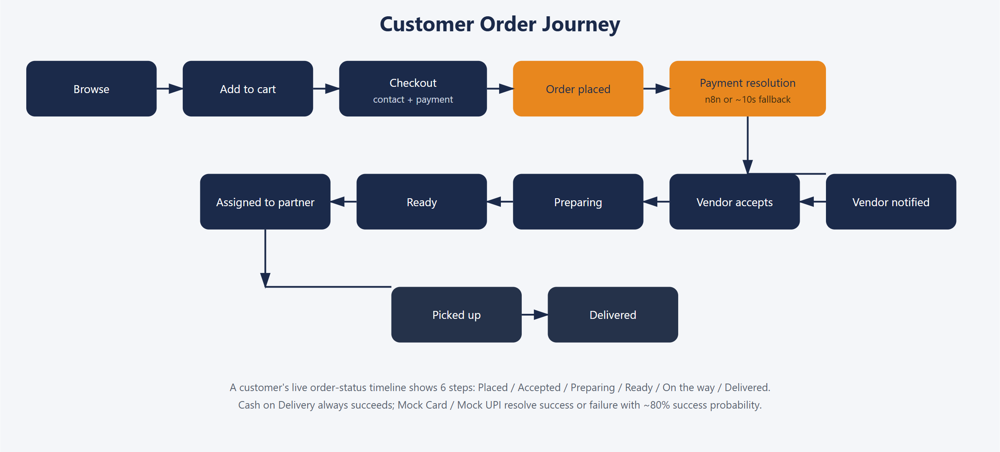 Customer Order Journey
Browse
Add to cart
Checkout
contact + payment
Order placed
Payment resolution
n8n or ~10s fallback
Assigned to partner
Ready
Preparing
Vendor accepts
Vendor notified
Picked up
Delivered
A customer's live order-status timeline shows 6 steps: Placed / Accepted / Preparing / Ready / On the way / Delivered.
Cash on Delivery always succeeds; Mock Card / Mock UPI resolve success or failure with ~80% success probability.